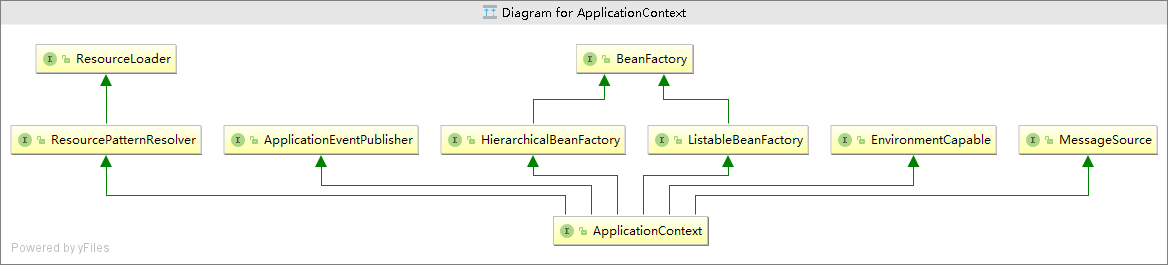 Diagram for ApplicationContext
I ResourceLoader
I BeanFactory
I ResourcePatternResolver
I ApplicationEventPublisher
I HierarchicalBeanFactory
I ListableBeanFactory
I EnvironmentCapable
I MessageSource
I ApplicationContext
Powered by yFiles